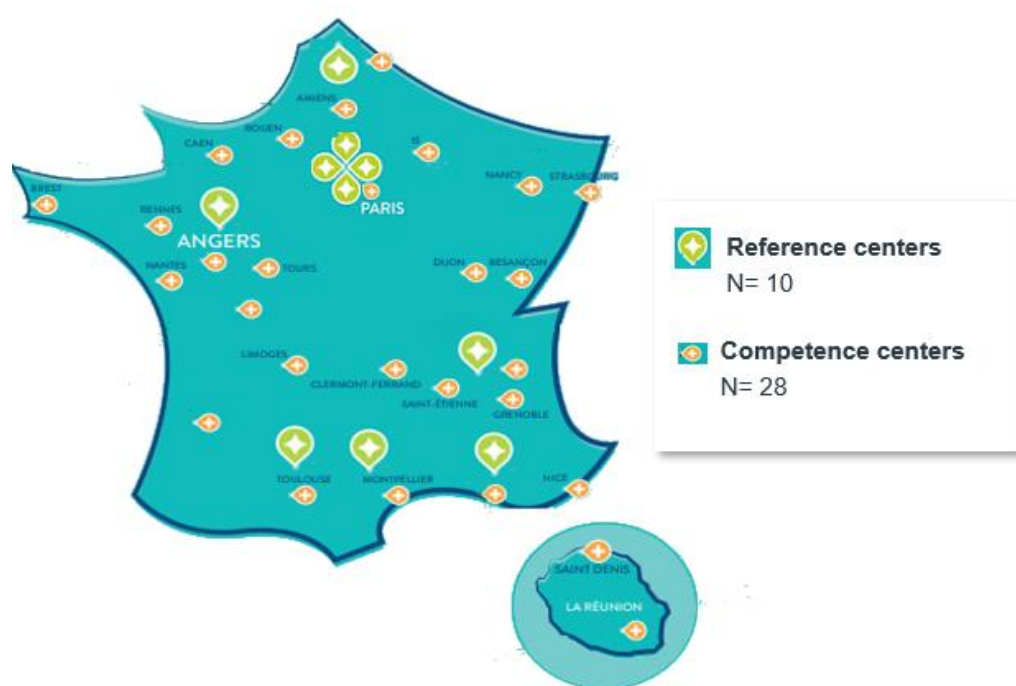 AMIENS
ROUEN
CAEN
IS
NANCY
STRASBOURG
BREST
PARIS
RENNES
ANGERS
NANTES
TOURS
DIJON
BESANÇON
Reference centers
N= 10
Competence centers
N= 28
LIMOGES
CLERMONT-FERRAND
SAINT-ÉTIENNE
GRENOBLE
TOULOUSE
MONTPELLIER
NICE
SAINT DENIS
LA RÉUNION